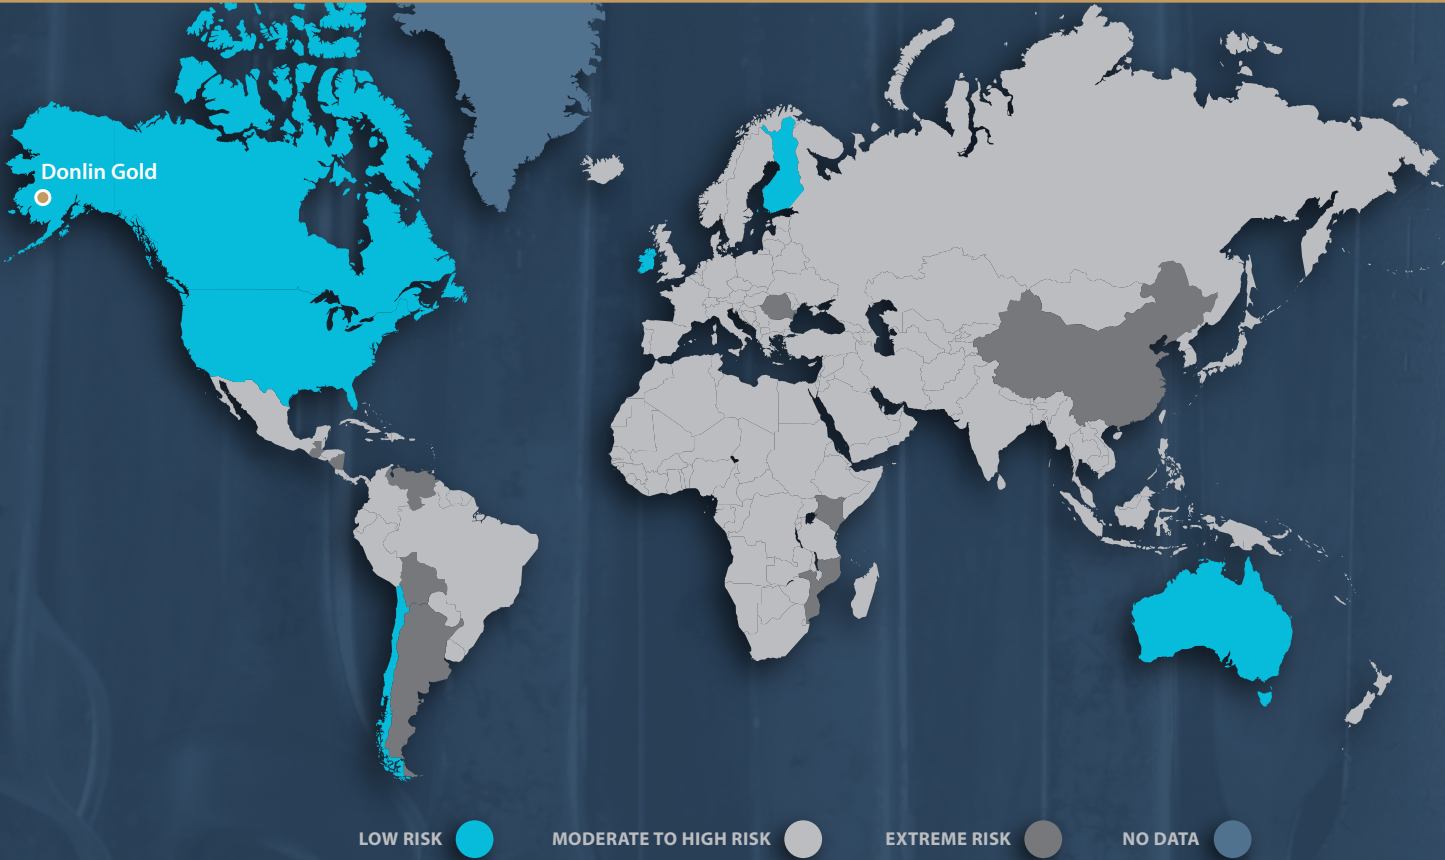 Donlin Gold
LOW RISK
MODERATE TO HIGH RISK
EXTREME RISK
NO DATA